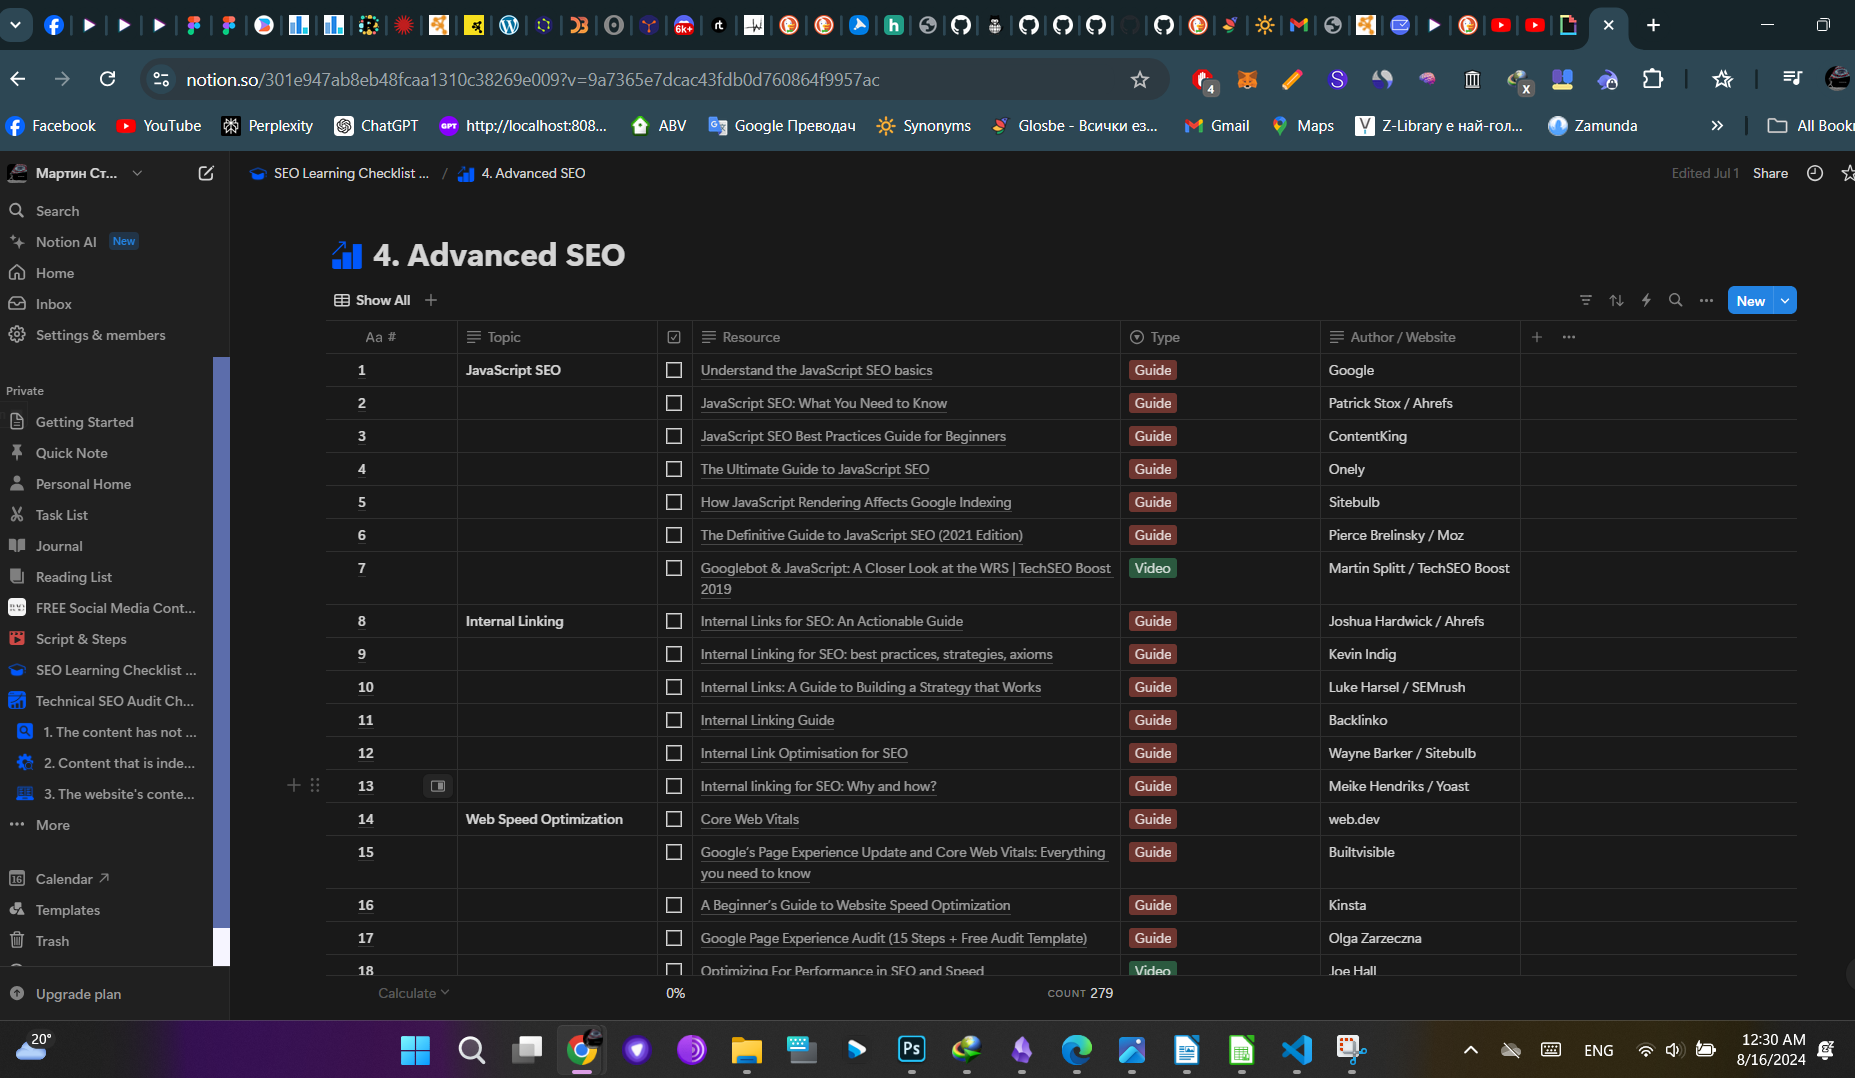 6k+
rt
notion.so/301e947ab8eb48fcaa1310c38269e009?v=9a7365e7dcac43fdb0d760864f9957ac
4
S
X
Facebook
YouTube
Perplexity
ChatGPT
GPT http://localhost:808...
ABV
Google Преводач
Synonyms
Glosbe - Всички ез...
Gmail
Maps
Z-Library е най-гол...
Zamunda
All Book
Мартин Ст...
SEO Learning Checklist ... / 4. Advanced SEO
Edited Jul 1 Share
Search
Notion AI New
Home
Inbox
Settings & members
Private
Getting Started
Quick Note
Personal Home
Task List
Journal
Reading List
FREE Social Media Cont...
Script & Steps
SEO Learning Checklist ...
Technical SEO Audit Ch...
1. The content has not ...
2. Content that is inde...
3. The website's conte...
More
16 Calendar
Templates
Trash
Upgrade plan
4. Advanced SEO
Show All
New
Aa # Topic Resource Type Author / Website
1 JavaScript SEO Understand the JavaScript SEO basics Guide Google
2 JavaScript SEO: What You Need to Know Guide Patrick Stox / Ahrefs
3 JavaScript SEO Best Practices Guide for Beginners Guide ContentKing
4 The Ultimate Guide to JavaScript SEO Guide Onely
5 How JavaScript Rendering Affects Google Indexing Guide Sitebulb
6 The Definitive Guide to JavaScript SEO (2021 Edition) Guide Pierce Brelinsky / Moz
7 Googlebot & JavaScript: A Closer Look at the WRS | TechSEO Boost Video Martin Splitt / TechSEO Boost
2019
8 Internal Linking Internal Links for SEO: An Actionable Guide Guide Joshua Hardwick / Ahrefs
9 Internal Linking for SEO: best practices, strategies, axioms Guide Kevin Indig
10 Internal Links: A Guide to Building a Strategy that Works Guide Luke Harsel / SEMrush
11 Internal Linking Guide Guide Backlinko
12 Internal Link Optimisation for SEO Guide Wayne Barker / Sitebulb
13 Internal linking for SEO: Why and how? Guide Meike Hendriks / Yoast
14 Web Speed Optimization Core Web Vitals Guide web.dev
15 Google's Page Experience Update and Core Web Vitals: Everything Guide Builtvisible
you need to know
16 A Beginner's Guide to Website Speed Optimization Guide Kinsta
17 Google Page Experience Audit (15 Steps + Free Audit Template) Guide Olga Zarzeczna
18 Optimizing For Performance in SEO and Speed Video Joe Hall
Calculate 0% COUNT 279
20°
Ps
ENG
12:30 AM
8/16/2024